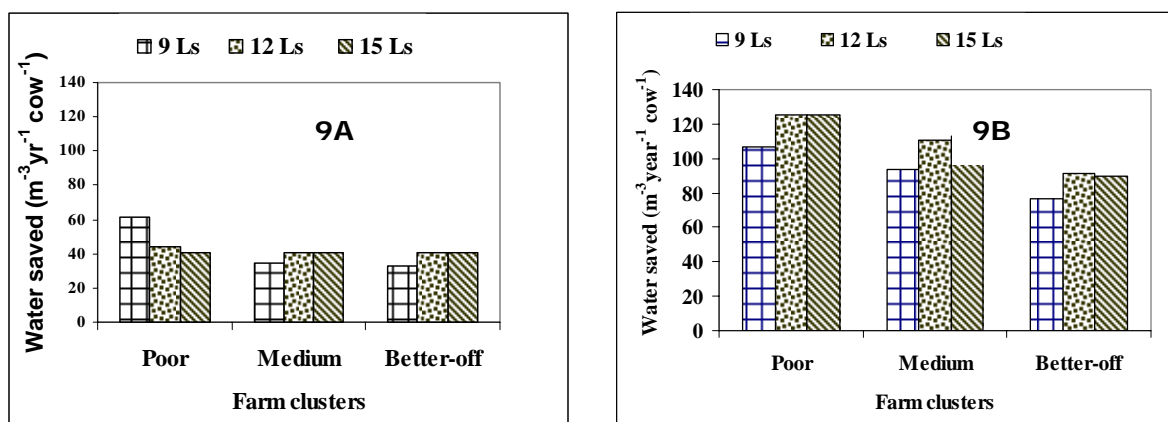 9 Ls 12 Ls 15 Ls
Water saved (m⁻³yr⁻¹ cow⁻¹)
140
120
100
80
60
40
20
0
9A
Poor Medium Better-off
Farm clusters
9 Ls 12 Ls 15 Ls
Water saved (m⁻³year⁻¹ cow⁻¹)
140
120
100
80
60
40
20
0
9B
Poor Medium Better-off
Farm clusters